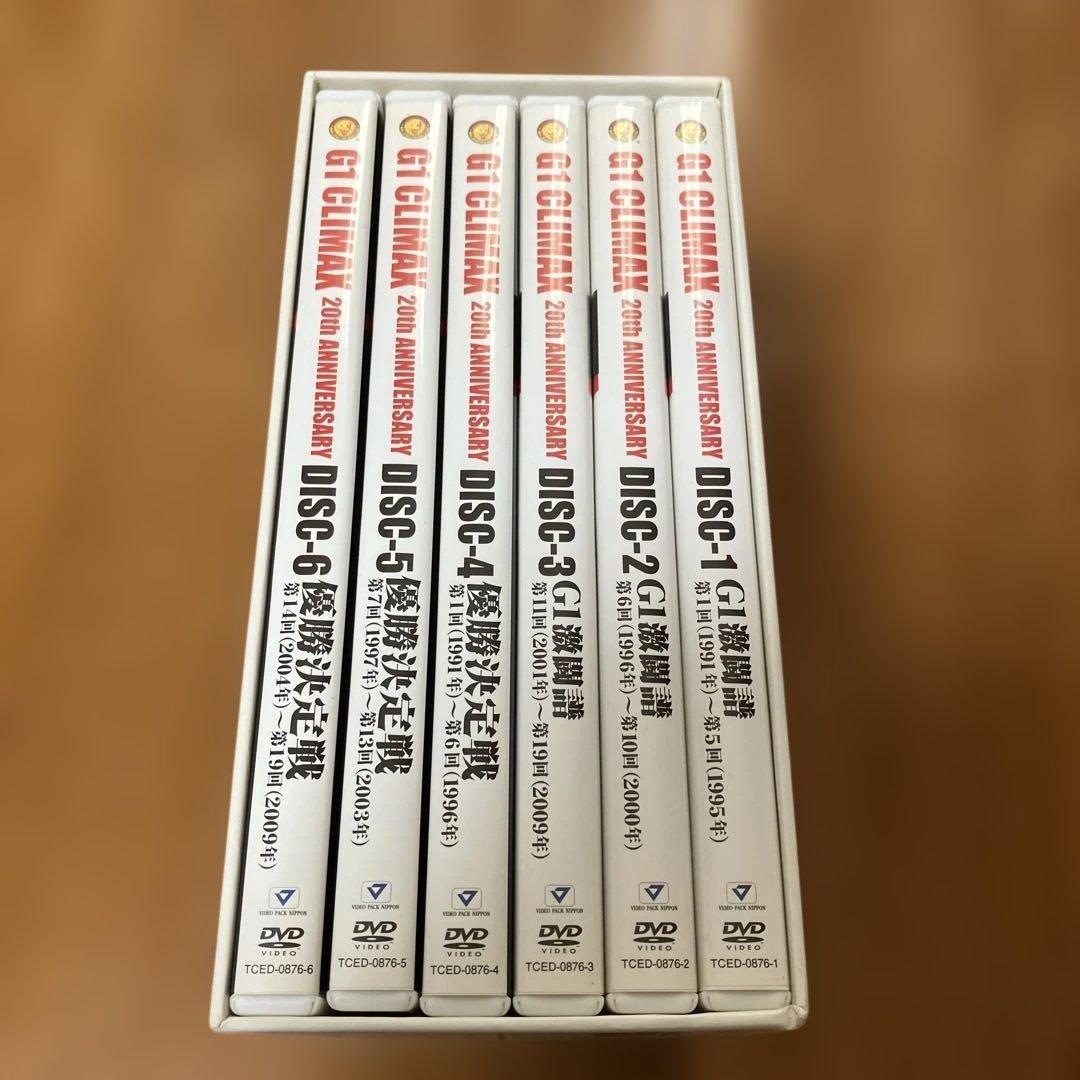 G1 CLIMAX 20th ANNIVERSARY DISC-6 優勝決定戦
第14回(2004年)～第19回(2009年)
VIDEO PACK NIPPON
DVD
VIDEO
TCED-0876-6
G1 CLIMAX 20th ANNIVERSARY DISC-5 優勝決定戦
第7回(1997年)～第13回(2003年)
VIDEO PACK NIPPON
DVD
VIDEO
TCED-0876-5
G1 CLIMAX 20th ANNIVERSARY DISC-4 優勝決定戦
第1回(1991年)～第6回(1996年)
VIDEO PACK NIPPON
DVD
VIDEO
TCED-0876-4
G1 CLIMAX 20th ANNIVERSARY DISC-3 G1激闘譜
第11回(2001年)～第19回(2009年)
VIDEO PACK NIPPON
DVD
VIDEO
TCED-0876-3
G1 CLIMAX 20th ANNIVERSARY DISC-2 G1激闘譜
第6回(1996年)～第10回(2000年)
VIDEO PACK NIPPON
DVD
VIDEO
TCED-0876-2
G1 CLIMAX 20th ANNIVERSARY DISC-1 G1激闘譜
第1回(1991年)～第5回(1995年)
VIDEO PACK NIPPON
DVD
VIDEO
TCED-0876-1